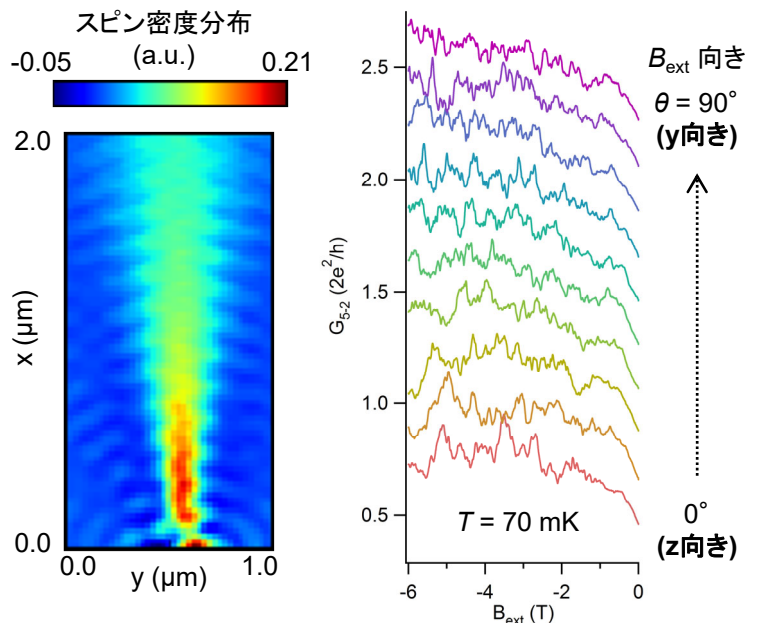 スピン密度分布
(a.u.)
-0.05
0.21
2.0
x (μm)
0.0
0.0
1.0
y (μm)
2.5
2.0
1.5
1.0
0.5
G5-2 (2e²/h)
T = 70 mK
-6
-4
-2
0
Bext (T)
Bext 向き
θ = 90°
(y向き)
0°
(z向き)